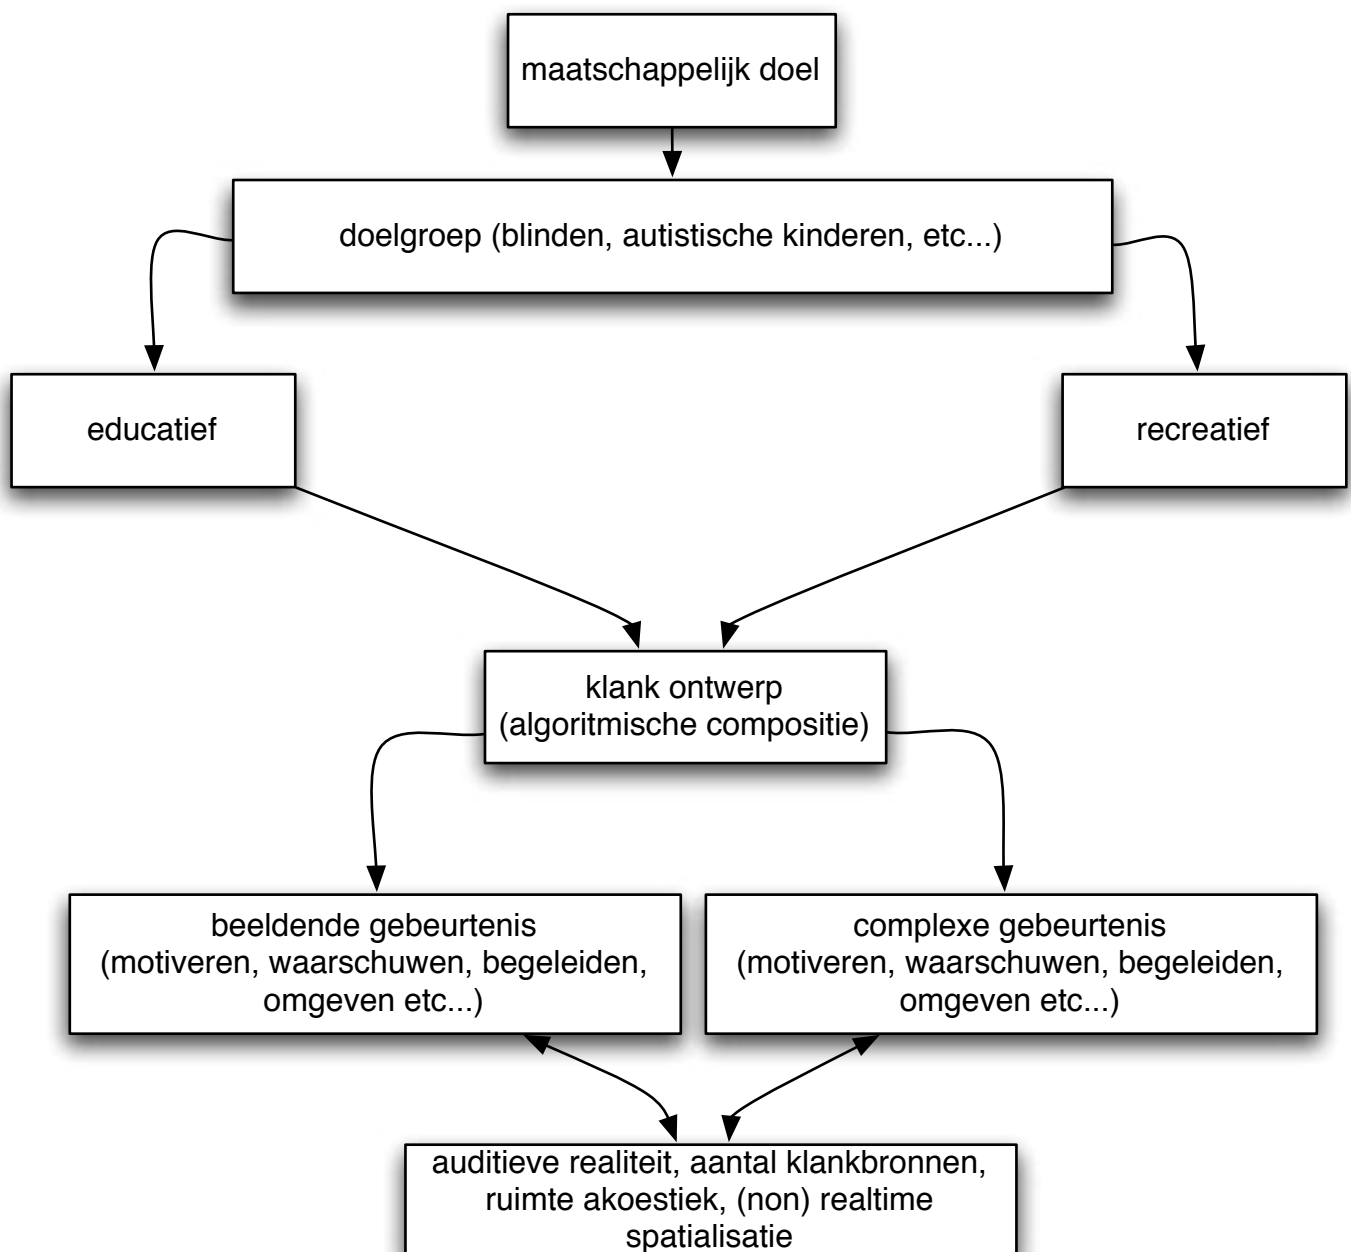 maatschappelijk doel
doelgroep (blinden, autistische kinderen, etc...)
educatief
recreatief
klank ontwerp
(algoritmische compositie)
beeldende gebeurtenis
(motiveren, waarschuwen, begeleiden,
omgeven etc...)
complexe gebeurtenis
(motiveren, waarschuwen, begeleiden,
omgeven etc...)
auditieve realiteit, aantal klankbronnen,
ruimte akoestiek, (non) realtime
spatialisatie